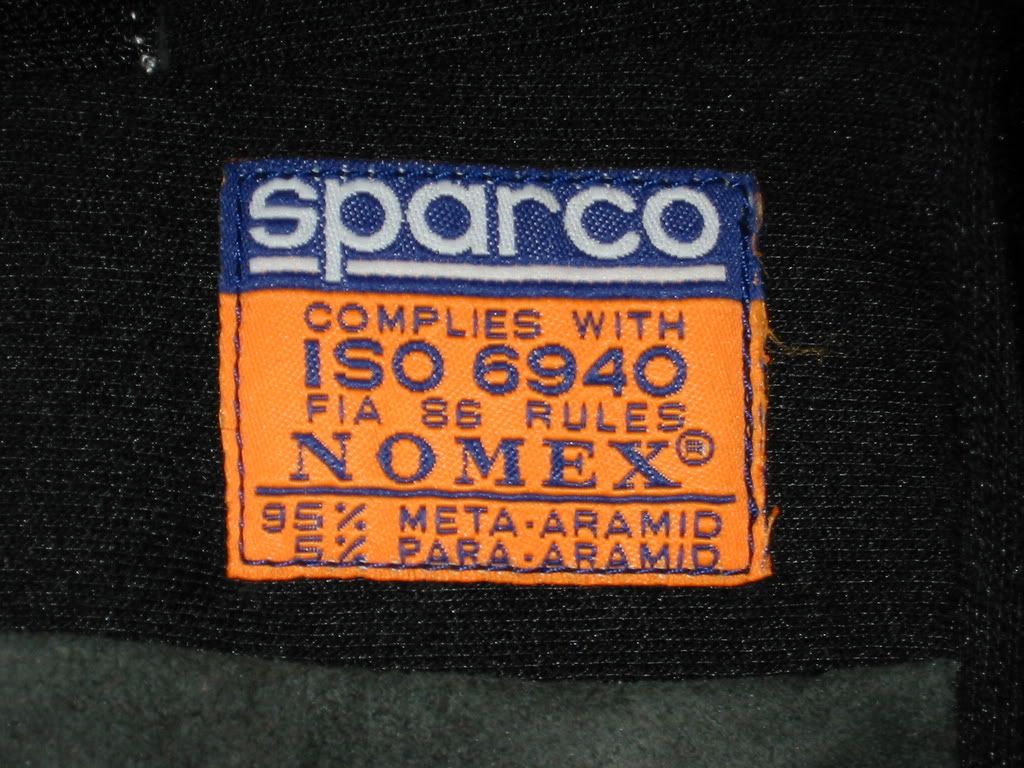 sparco
COMPLIES WITH
ISO 6940
FIA 86 RULES
NOMEX®
95% META-ARAMID
5% PARA-ARAMID